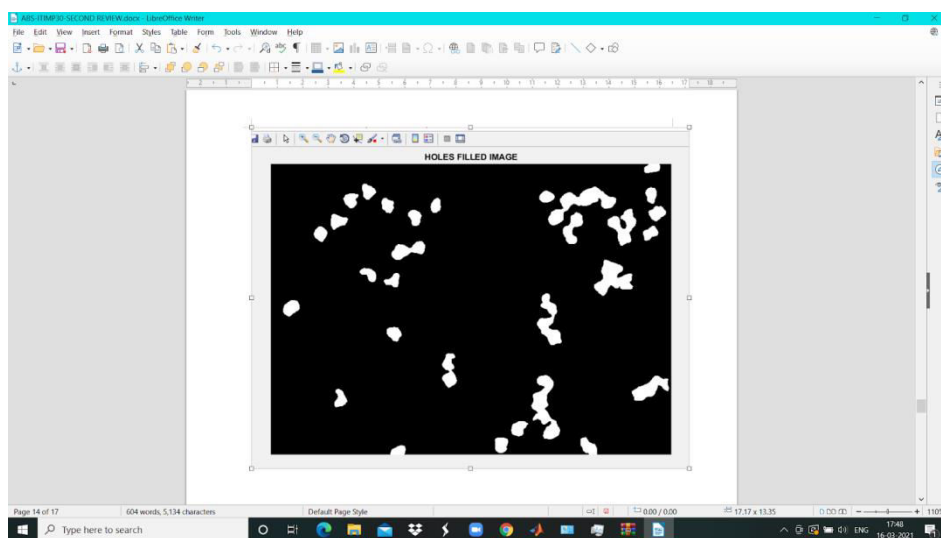 ABS-ITIMP30-SECOND REVIEW.docx - LibreOffice Writer
File Edit View Insert Format Styles Table Form Tools Window Help
HOLES FILLED IMAGE
Page 14 of 17 604 words, 5,134 characters Default Page Style 0.00 / 0.00 17.17 x 13.35
Type here to search
ENG
17:48
16-03-2021